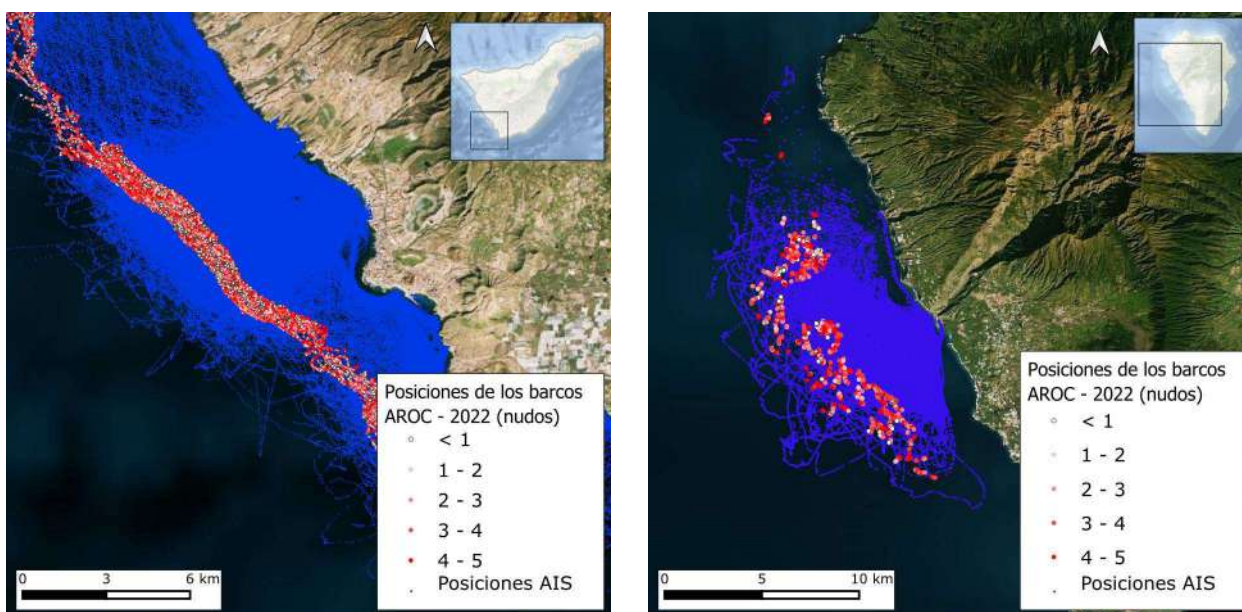 Posiciones de los barcos
AROC - 2022 (nudos)
< 1
1 - 2
2 - 3
3 - 4
4 - 5
Posiciones AIS
0 3 6 km
Posiciones de los barcos
AROC - 2022 (nudos)
< 1
1 - 2
2 - 3
3 - 4
4 - 5
Posiciones AIS
0 5 10 km